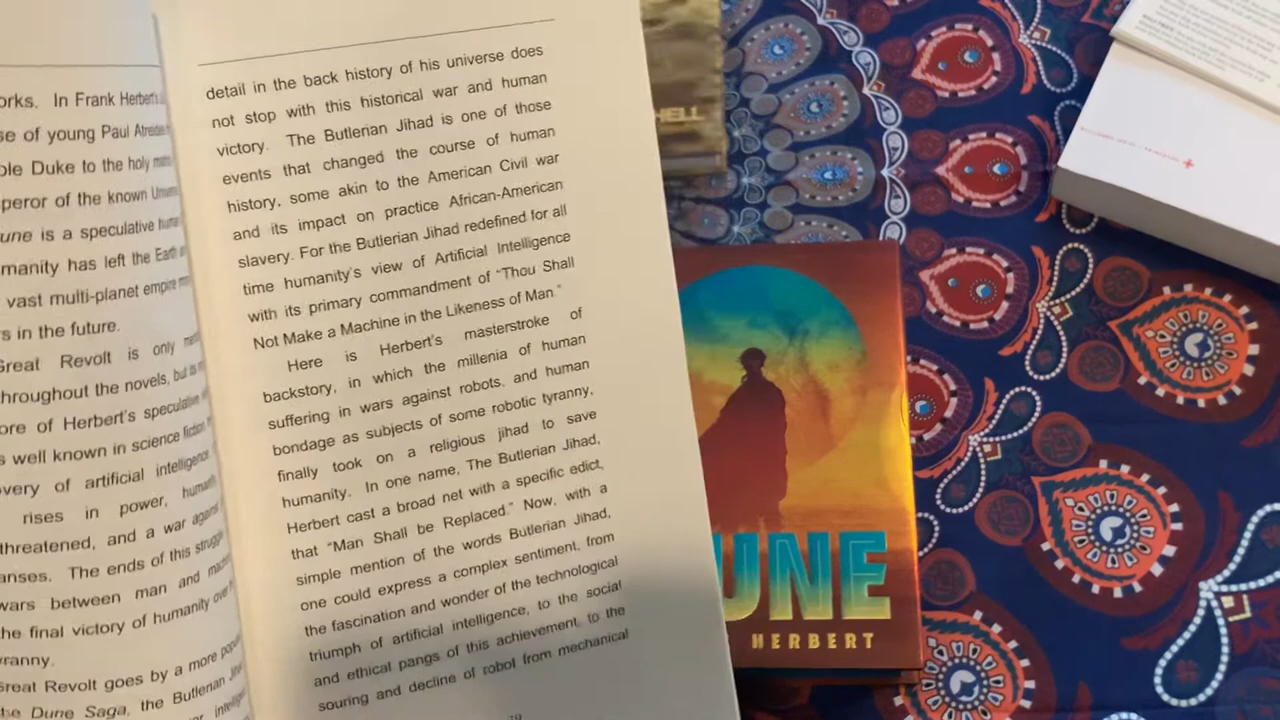 orks. In Frank Herbert's
se of young Paul Atreides
ble Duke to the holy
peror of the known
une is a speculative
manity has left the Earth
vast multi-planet empire
s in the future.
Great Revolt is only
hroughout the novels, but
ore of Herbert's speculative
s well known in science fiction
very of artificial intelligence.
rises in power,
threatened, and a war
anses. The ends of this struggle
wars between man and
the final victory of humanity over
yranny.
Great Revolt goes by a more
the Dune Saga, the Butlerian
detail in the back history of his universe does
not stop with this historical war and human
victory. The Butlerian Jihad is one of those
events that changed the course of human
history, some akin to the American Civil war
and its impact on practice African-American
slavery. For the Butlerian Jihad redefined for all
time humanity's view of Artificial Intelligence
with its primary commandment of "Thou Shall
Not Make a Machine in the Likeness of Man."
Here is Herbert's masterstroke of
backstory, in which the millenia of human
suffering in wars against robots, and human
bondage as subjects of some robotic tyranny,
finally took on a religious jihad to save
humanity. In one name, The Butlerian Jihad,
Herbert cast a broad net with a specific edict,
that "Man Shall be Replaced." Now, with a
simple mention of the words Butlerian Jihad,
one could express a complex sentiment, from
the fascination and wonder of the technological
triumph of artificial intelligence, to the social
and ethical pangs of this achievement, to the
souring and decline of robot from mechanical
HELL
UNE
HERBERT